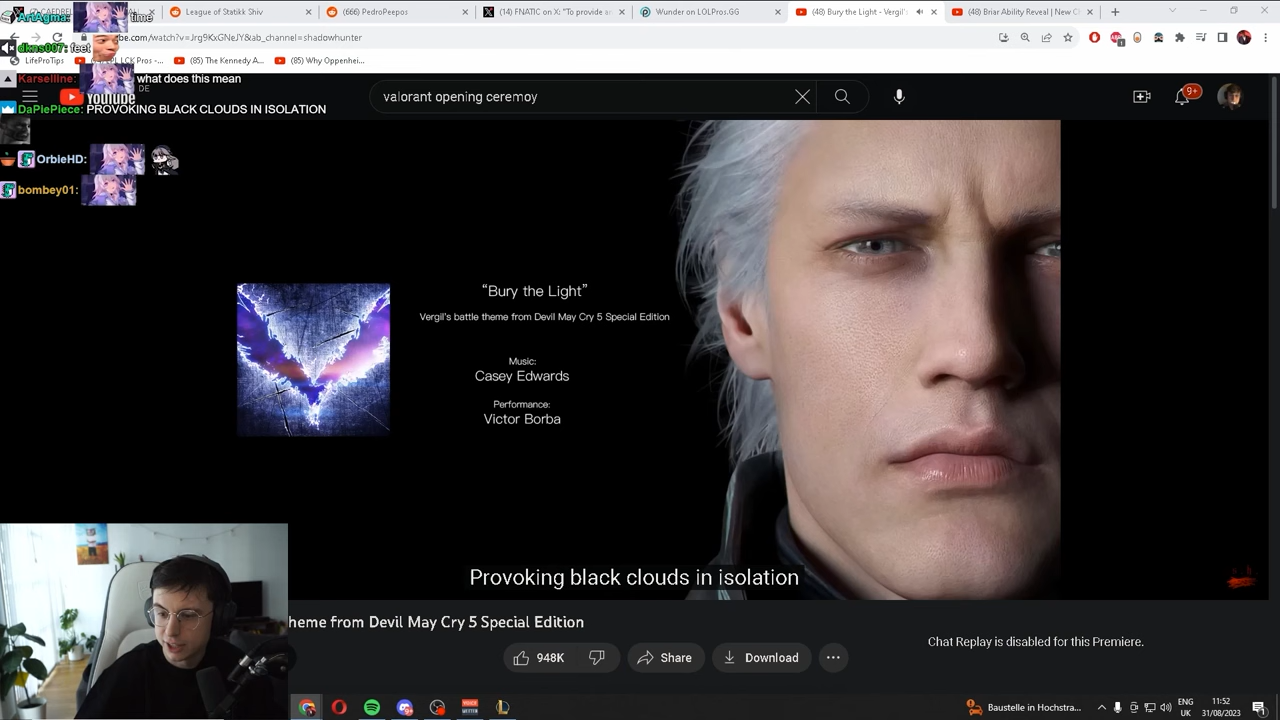 ArtAgma: time
League of Statikk Shiv
(666) PedroPeepos
(14) FNATIC on X: "To provide
Wunder on LOLPros.GG
(48) Bury the Light - Vergil's
(48) Briar Ability Reveal | New C
dkns007: feet
be.com/watch?v=Jrg9KxGNeJY&ab_channel=shadowhunter
LifeProTips
LCK Pros -...
(85) The Kennedy A...
(85) Why Oppenhei...
Karselline: what does this mean
YouTube DE
valorant opening ceremoy
9+
DaPiePiece: PROVOKING BLACK CLOUDS IN ISOLATION
OrbieHD:
bombey01:
“Bury the Light”
Vergil's battle theme from Devil May Cry 5 Special Edition
Music:
Casey Edwards
Performance:
Victor Borba
Provoking black clouds in isolation
heme from Devil May Cry 5 Special Edition
948K
Share
Download
Chat Replay is disabled for this Premiere.
Baustelle in Hochstra...
ENG
UK
11:52
31/08/2023